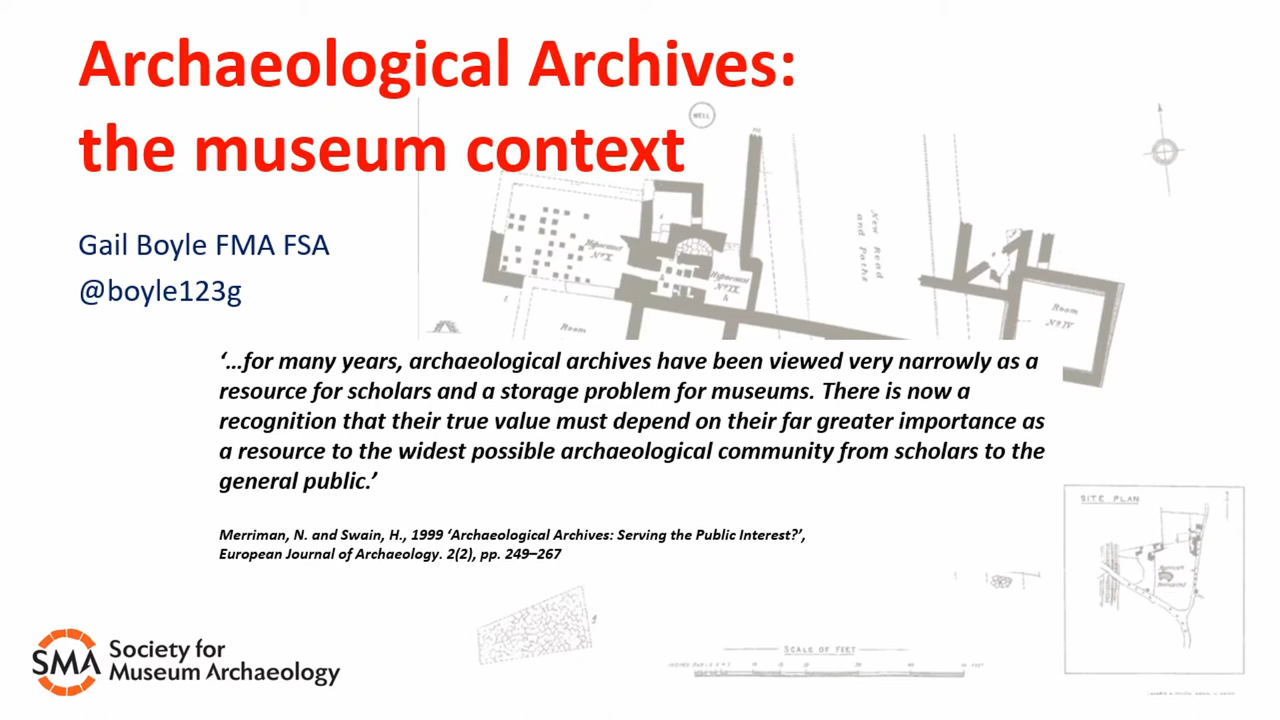 Archaeological Archives:
the museum context
WELL
Gail Boyle FMA FSA
@boyle123g
Hypocaust
Nº X
Hypocaust
Nº IX
New Road
and Paths
Room
Room
Nº IV
‘…for many years, archaeological archives have been viewed very narrowly as a
resource for scholars and a storage problem for museums. There is now a
recognition that their true value must depend on their far greater importance as
a resource to the widest possible archaeological community from scholars to the
general public.’
Merriman, N. and Swain, H., 1999 ‘Archaeological Archives: Serving the Public Interest?’,
European Journal of Archaeology. 2(2), pp. 249–267
SITE PLAN
SCALE OF FEET
SMA
Society for
Museum Archaeology